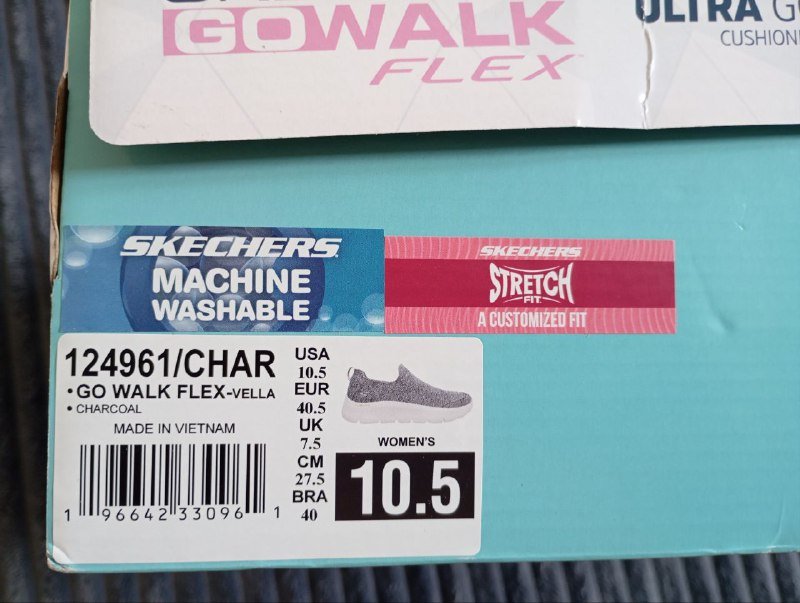 GOWALK
FLEX
ULTRA
SKECHERS
MACHINE
WASHABLE
SKECHERS
STRETCH
FIT
A CUSTOMIZED FIT
124961/CHAR
•GO WALK FLEX-VELLA
• CHARCOAL
MADE IN VIETNAM
1 96642 33096 1
USA
10.5
EUR
40.5
UK
7.5
CM
27.5
BRA
40
WOMEN'S
10.5